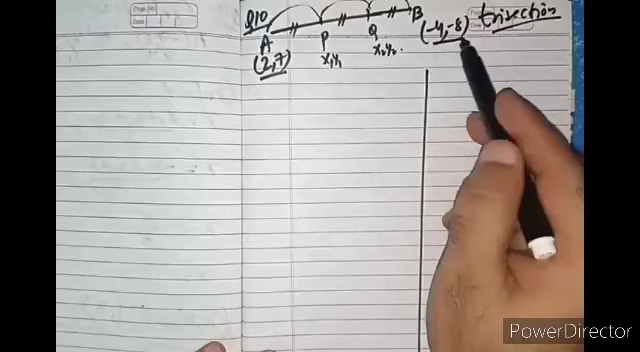 Page No.
Date
Q10
A P Q B
(2,7) x₁y₁ x₂y₂. (-4,-8) trisection
PowerDirector